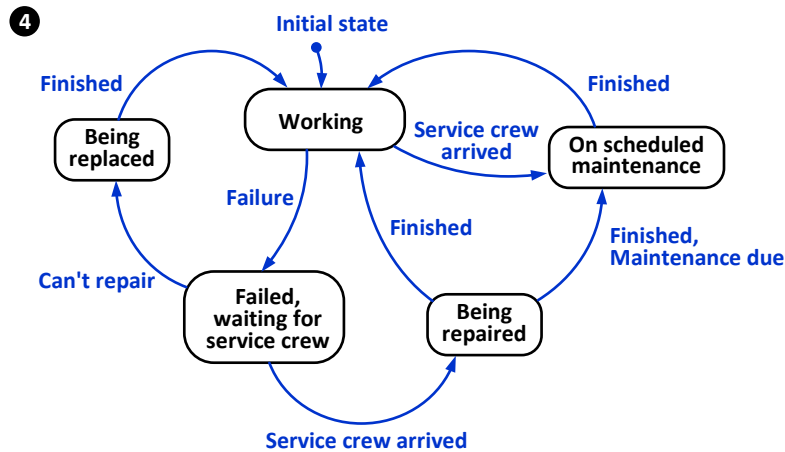 4
Initial state
Finished
Finished
Working
Being
replaced
Service crew
arrived
On scheduled
maintenance
Failure
Finished
Finished,
Maintenance due
Can't repair
Failed,
waiting for
service crew
Being
repaired
Service crew arrived